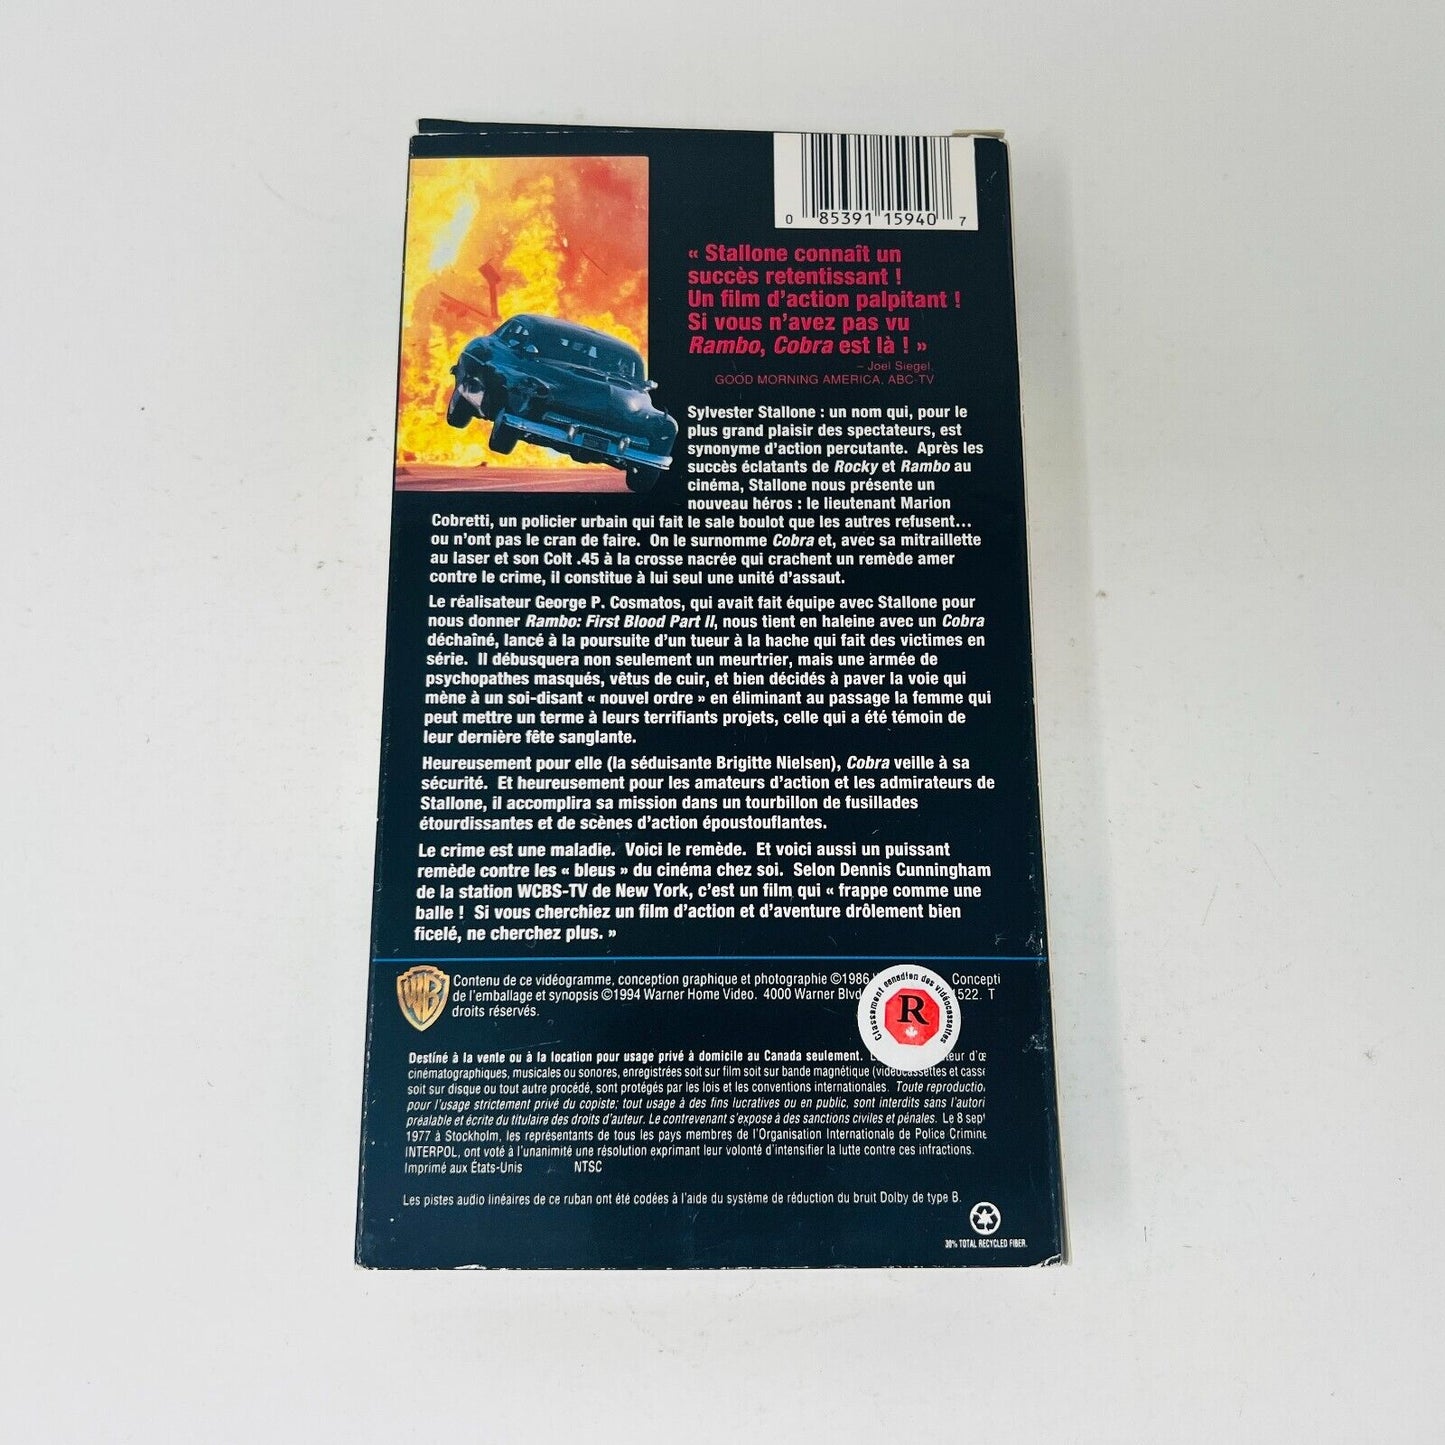 0 85391 15940 7
« Stallone connaît un
succès retentissant !
Un film d'action palpitant !
Si vous n'avez pas vu
Rambo, Cobra est là ! »
– Joel Siegel,
GOOD MORNING AMERICA, ABC-TV
Sylvester Stallone : un nom qui, pour le
plus grand plaisir des spectateurs, est
synonyme d'action percutante. Après les
succès éclatants de Rocky et Rambo au
cinéma, Stallone nous présente un
nouveau héros : le lieutenant Marion
Cobretti, un policier urbain qui fait le sale boulot que les autres refusent...
ou n'ont pas le cran de faire. On le surnomme Cobra et, avec sa mitraillette
au laser et son Colt .45 à la crosse nacrée qui crachent un remède amer
contre le crime, il constitue à lui seul une unité d'assaut.
Le réalisateur George P. Cosmatos, qui avait fait équipe avec Stallone pour
nous donner Rambo: First Blood Part II, nous tient en haleine avec un Cobra
déchaîné, lancé à la poursuite d'un tueur à la hache qui fait des victimes en
série. Il débusquera non seulement un meurtrier, mais une armée de
psychopathes masqués, vêtus de cuir, et bien décidés à paver la voie qui
mène à un soi-disant « nouvel ordre » en éliminant au passage la femme qui
peut mettre un terme à leurs terrifiants projets, celle qui a été témoin de
leur dernière fête sanglante.
Heureusement pour elle (la séduisante Brigitte Nielsen), Cobra veille à sa
sécurité. Et heureusement pour les amateurs d'action et les admirateurs de
Stallone, il accomplira sa mission dans un tourbillon de fusillades
étourdissantes et de scènes d'action époustouflantes.
Le crime est une maladie. Voici le remède. Et voici aussi un puissant
remède contre les « bleus » du cinéma chez soi. Selon Dennis Cunningham
de la station WCBS-TV de New York, c'est un film qui « frappe comme une
balle ! Si vous cherchiez un film d'action et d'aventure drôlement bien
ficelé, ne cherchez plus. »
WB
Contenu de ce vidéogramme, conception graphique et photographie ©1986 Concepti
de l'emballage et synopsis ©1994 Warner Home Video. 4000 Warner Blvd 1522. T
droits réservés.
Classement canadien des vidéocassettes
R
Destiné à la vente ou à la location pour usage privé à domicile au Canada seulement. teur d'œ
cinématographiques, musicales ou sonores, enregistrées soit sur film soit sur bande magnétique (vidéocassettes et casse
soit sur disque ou tout autre procédé, sont protégés par les lois et les conventions internationales. Toute reproductio
pour l'usage strictement privé du copiste; tout usage à des fins lucratives ou en public, sont interdits sans l'autori
préalable et écrite du titulaire des droits d'auteur. Le contrevenant s'expose à des sanctions civiles et pénales. Le 8 sept
1977 à Stockholm, les représentants de tous les pays membres de l'Organisation Internationale de Police Crimine
INTERPOL, ont voté à l'unanimité une résolution exprimant leur volonté d'intensifier la lutte contre ces infractions.
Imprimé aux États-Unis NTSC
Les pistes audio linéaires de ce ruban ont été codées à l'aide du système de réduction du bruit Dolby de type B.
30% TOTAL RECYCLED FIBER.